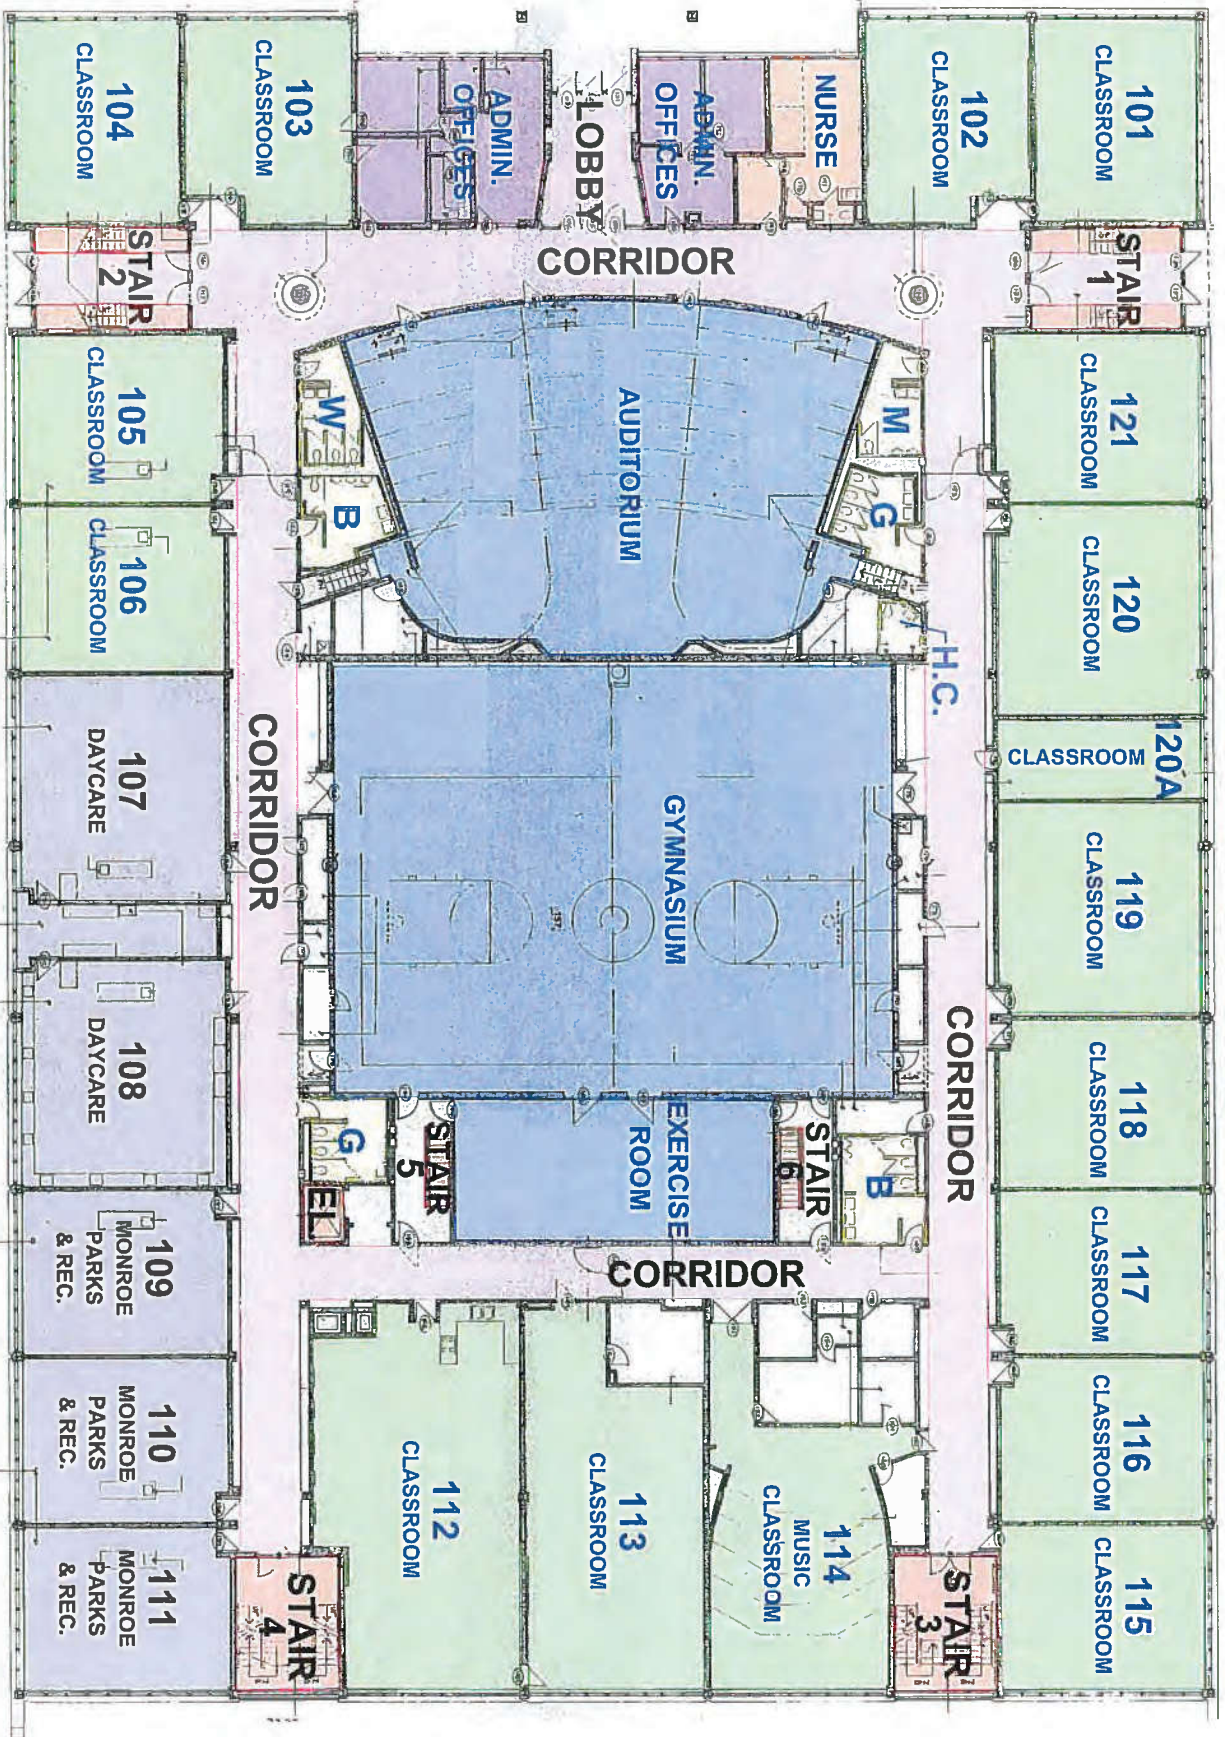 104
CLASSROOM
103
CLASSROOM
ADMIN.
OFFICES
LOBBY
ADMIN.
OFFICES
NURSE
102
CLASSROOM
101
CLASSROOM
STAIR
2
CORRIDOR
STAIR
1
105
CLASSROOM
W
AUDITORIUM
M
121
CLASSROOM
B
G
106
CLASSROOM
120
CLASSROOM
H.C.
107
DAYCARE
CORRIDOR
GYMNASIUM
120A
CLASSROOM
119
CLASSROOM
108
DAYCARE
CORRIDOR
118
CLASSROOM
G
STAIR
5
EXERCISE
ROOM
STAIR
6
B
EL
109
MONROE
PARKS
& REC.
CORRIDOR
117
CLASSROOM
110
MONROE
PARKS
& REC.
112
CLASSROOM
113
CLASSROOM
114
MUSIC
CLASSROOM
116
CLASSROOM
111
MONROE
PARKS
& REC.
STAIR
4
STAIR
3
115
CLASSROOM